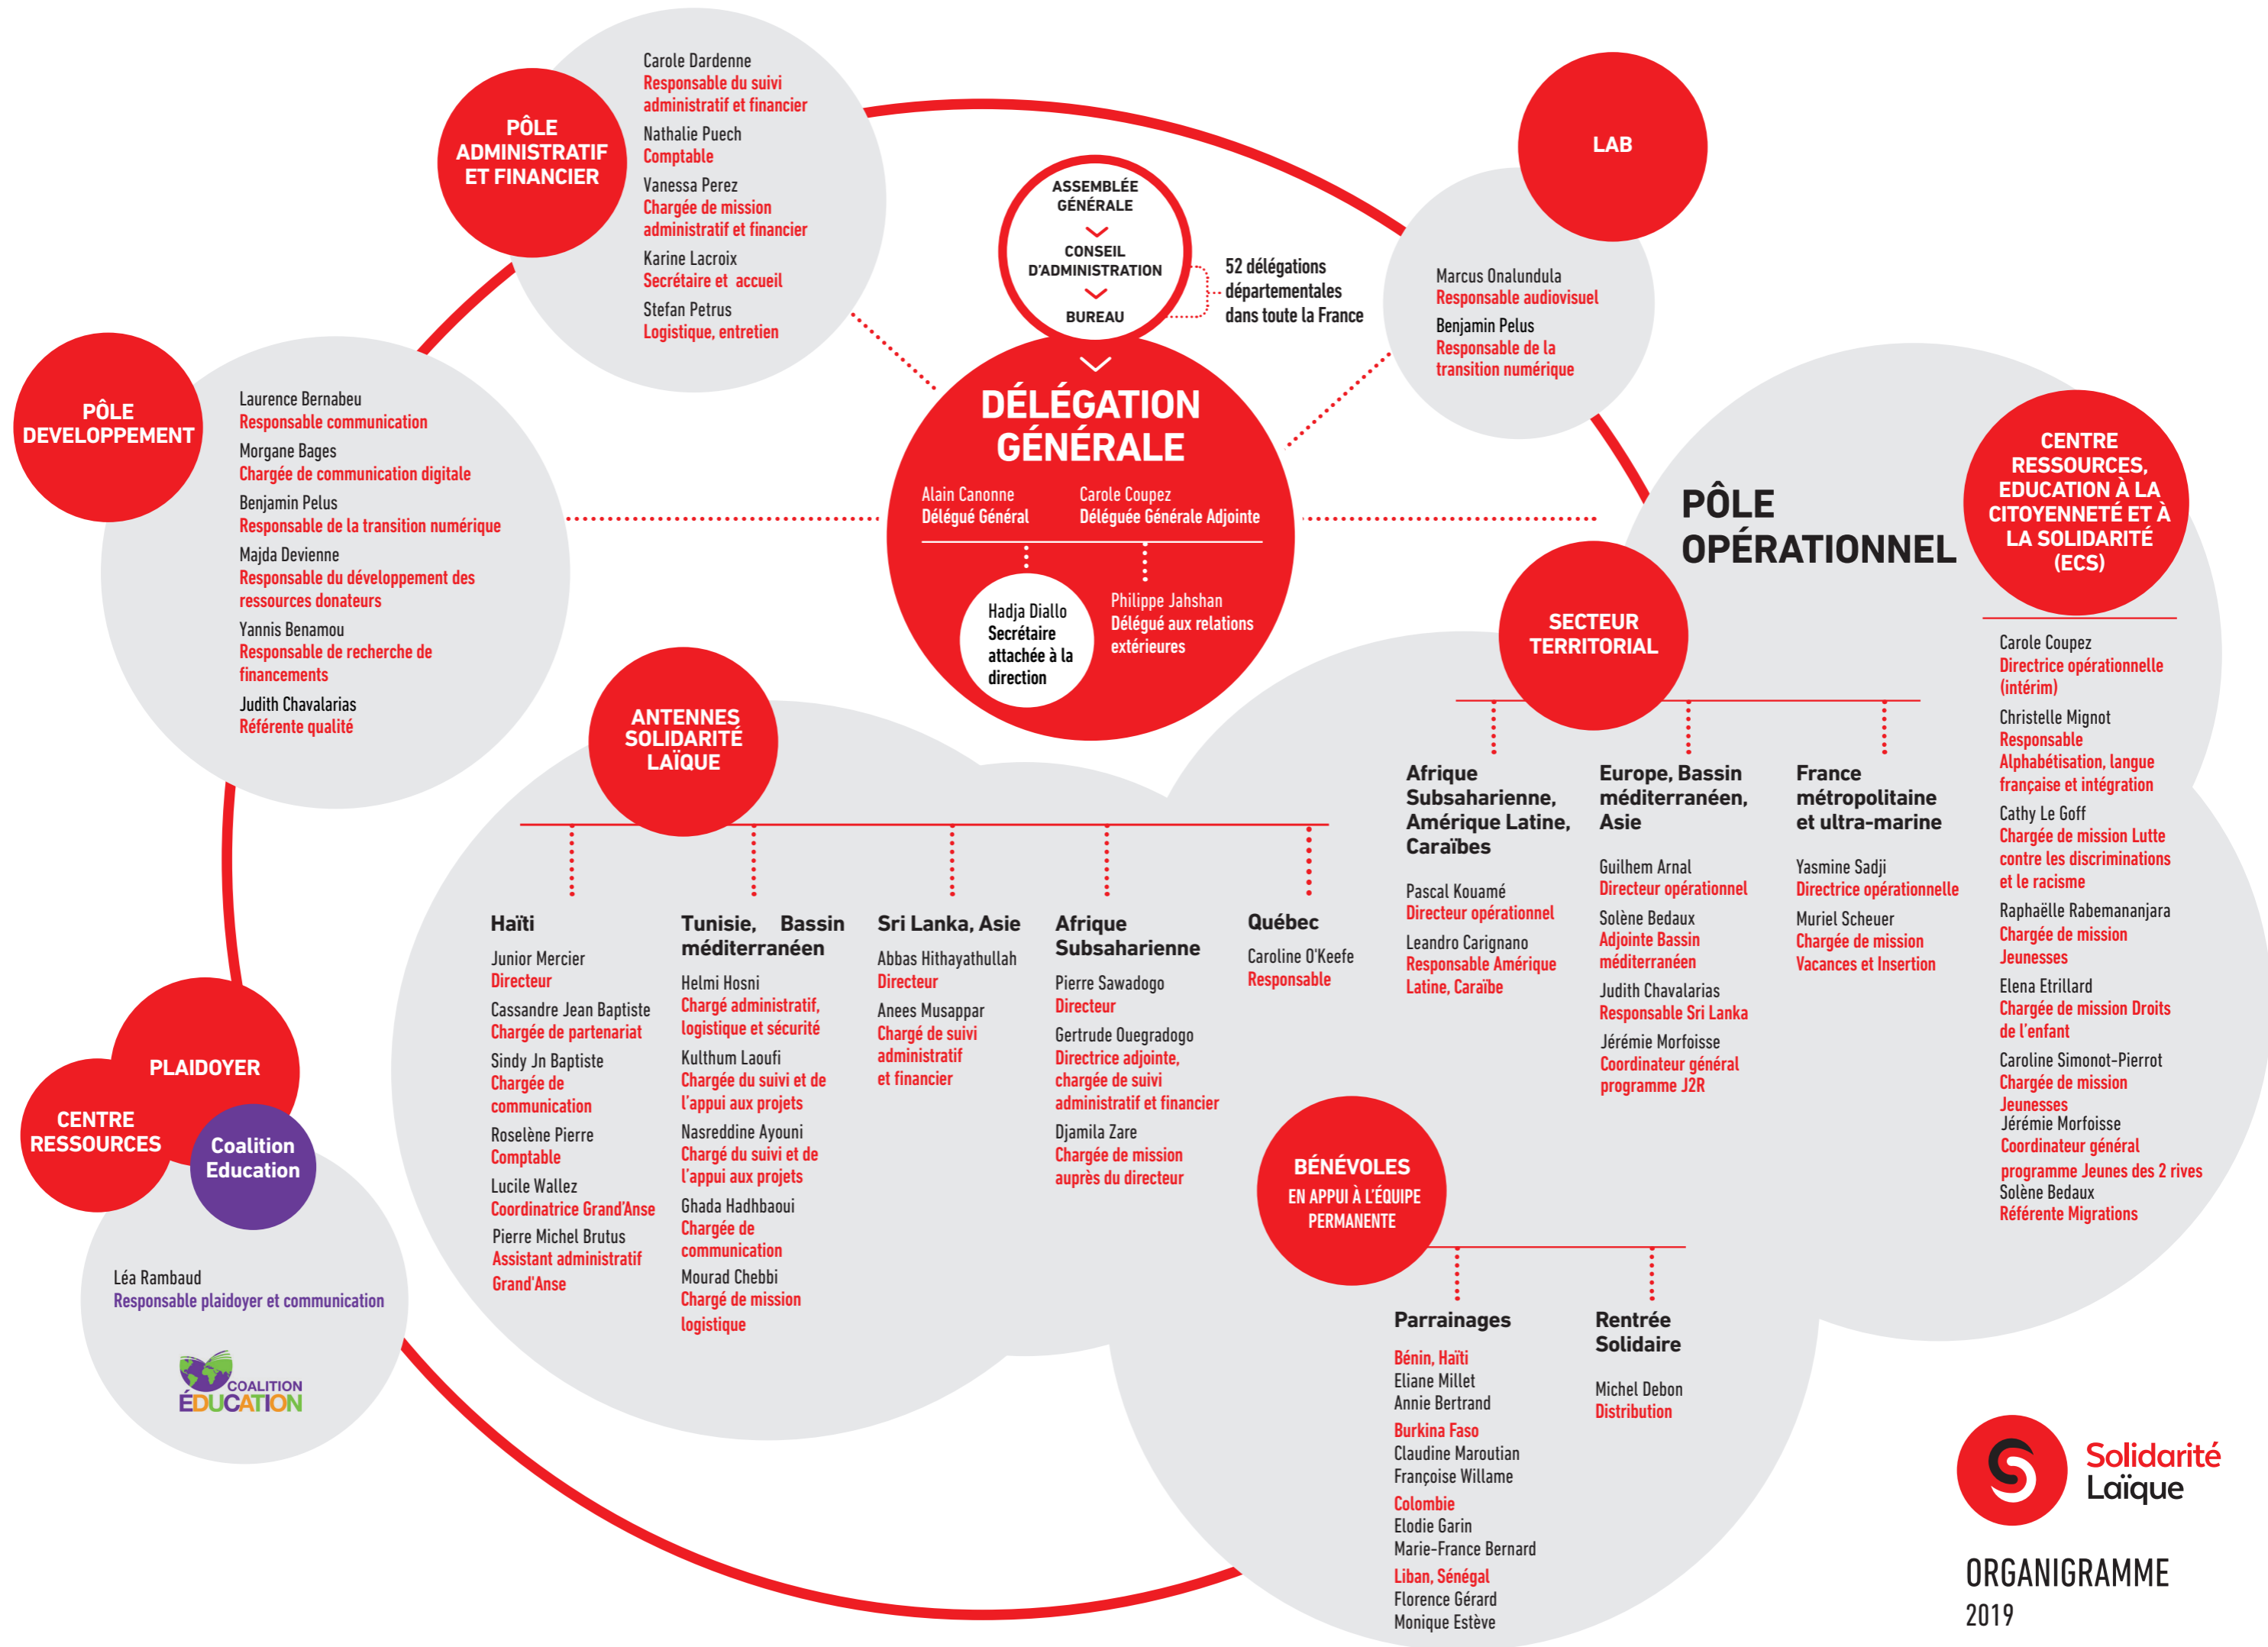 PÔLE
ADMINISTRATIF
ET FINANCIER
Carole Dardenne
Responsable du suivi
administratif et financier
Nathalie Puech
Comptable
Vanessa Perez
Chargée de mission
administratif et financier
Karine Lacroix
Secrétaire et accueil
Stefan Petrus
Logistique, entretien
ASSEMBLÉE
GÉNÉRALE
CONSEIL
D'ADMINISTRATION
BUREAU
52 délégations
départementales
dans toute la France
LAB
Marcus Onalundula
Responsable audiovisuel
Benjamin Pelus
Responsable de la
transition numérique
PÔLE
DEVELOPPEMENT
Laurence Bernabeu
Responsable communication
Morgane Bages
Chargée de communication digitale
Benjamin Pelus
Responsable de la transition numérique
Majda Devienne
Responsable du développement des
ressources donateurs
Yannis Benamou
Responsable de recherche de
financements
Judith Chavalarias
Référente qualité
DÉLÉGATION
GÉNÉRALE
Alain Canonne
Délégué Général
Carole Coupez
Déléguée Générale Adjointe
Hadja Diallo
Secrétaire
attachée à la
direction
Philippe Jahshan
Délégué aux relations
extérieures
PÔLE
OPÉRATIONNEL
CENTRE
RESSOURCES,
EDUCATION À LA
CITOYENNETÉ ET À
LA SOLIDARITÉ
(ECS)
Carole Coupez
Directrice opérationnelle
(intérim)
Christelle Mignot
Responsable
Alphabétisation, langue
française et intégration
Cathy Le Goff
Chargée de mission Lutte
contre les discriminations
et le racisme
Raphaëlle Rabemananjara
Chargée de mission
Jeunesses
Elena Etrillard
Chargée de mission Droits
de l'enfant
Caroline Simonot-Pierrot
Chargée de mission
Jeunesses
Jérémie Morfoisse
Coordinateur général
programme Jeunes des 2 rives
Solène Bedaux
Référente Migrations
SECTEUR
TERRITORIAL
Afrique
Subsaharienne,
Amérique Latine,
Caraïbes
Pascal Kouamé
Directeur opérationnel
Leandro Carignano
Responsable Amérique
Latine, Caraïbe
Europe, Bassin
méditerranéen,
Asie
Guilhem Arnal
Directeur opérationnel
Solène Bedaux
Adjointe Bassin
méditerranéen
Judith Chavalarias
Responsable Sri Lanka
Jérémie Morfoisse
Coordinateur général
programme J2R
France
métropolitaine
et ultra-marine
Yasmine Sadji
Directrice opérationnelle
Muriel Scheuer
Chargée de mission
Vacances et Insertion
ANTENNES
SOLIDARITÉ
LAÏQUE
Haïti
Junior Mercier
Directeur
Cassandre Jean Baptiste
Chargée de partenariat
Sindy Jn Baptiste
Chargée de
communication
Roselène Pierre
Comptable
Lucile Wallez
Coordinatrice Grand'Anse
Pierre Michel Brutus
Assistant administratif
Grand'Anse
Tunisie, Bassin
méditerranéen
Helmi Hosni
Chargé administratif,
logistique et sécurité
Kulthum Laoufi
Chargée du suivi et de
l'appui aux projets
Nasreddine Ayouni
Chargé du suivi et de
l'appui aux projets
Ghada Hadhbaoui
Chargée de
communication
Mourad Chebbi
Chargé de mission
logistique
Sri Lanka, Asie
Abbas Hithayathullah
Directeur
Anees Musappar
Chargé de suivi
administratif
et financier
Afrique
Subsaharienne
Pierre Sawadogo
Directeur
Gertrude Ouegradogo
Directrice adjointe,
chargée de suivi
administratif et financier
Djamila Zare
Chargée de mission
auprès du directeur
Québec
Caroline O'Keefe
Responsable
PLAIDOYER
CENTRE
RESSOURCES
Coalition
Education
Léa Rambaud
Responsable plaidoyer et communication
COALITION
ÉDUCATION
BÉNÉVOLES
EN APPUI À L'ÉQUIPE
PERMANENTE
Parrainages
Bénin, Haïti
Eliane Millet
Annie Bertrand
Burkina Faso
Claudine Maroutian
Françoise Willame
Colombie
Elodie Garin
Marie-France Bernard
Liban, Sénégal
Florence Gérard
Monique Estève
Rentrée
Solidaire
Michel Debon
Distribution
Solidarité
Laïque
ORGANIGRAMME
2019